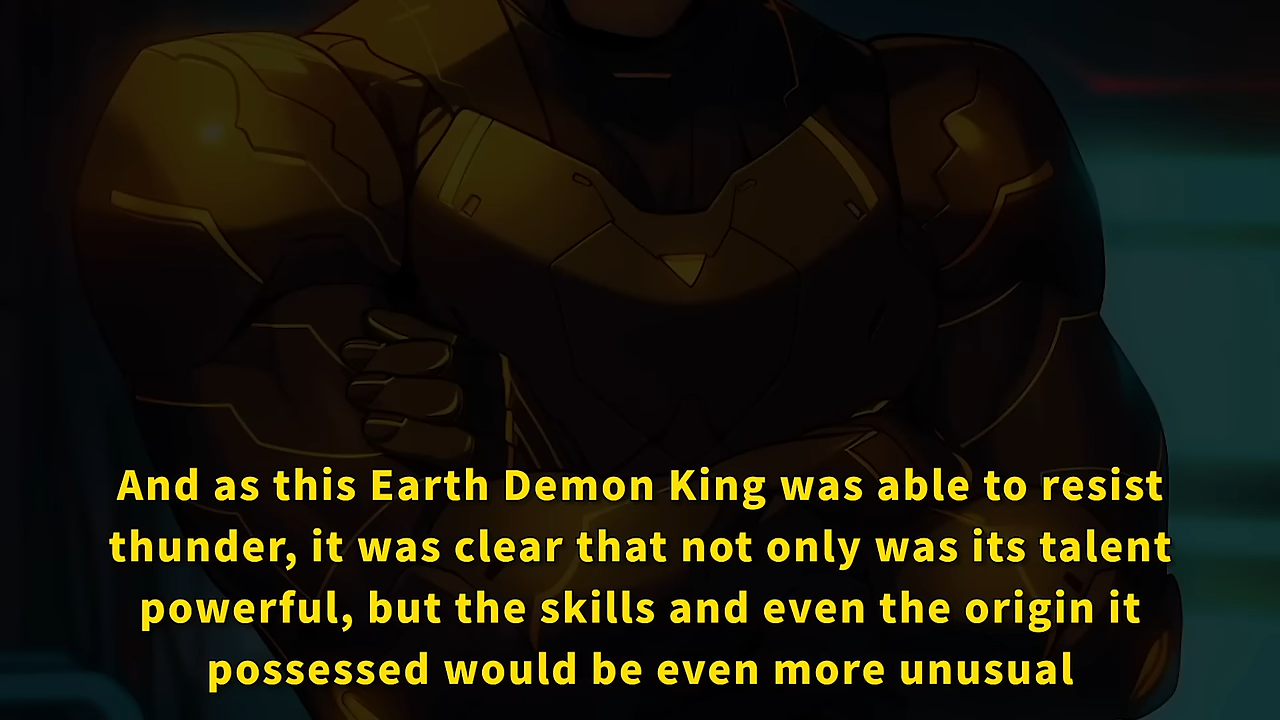 And as this Earth Demon King was able to resist
thunder, it was clear that not only was its talent
powerful, but the skills and even the origin it
possessed would be even more unusual